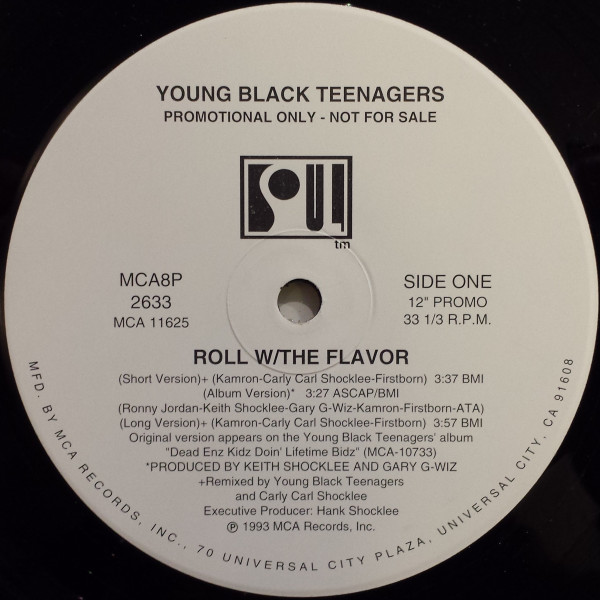 YOUNG BLACK TEENAGERS
PROMOTIONAL ONLY - NOT FOR SALE
SOUL
tm
MCA8P
2633
MCA 11625
SIDE ONE
12" PROMO
33 1/3 R.P.M.
ROLL W/THE FLAVOR
(Short Version)+ (Kamron-Carly Carl Shocklee-Firstborn) 3:37 BMI
(Album Version)* 3:27 ASCAP/BMI
(Ronny Jordan-Keith Shocklee-Gary G-Wiz-Kamron-Firstborn-ATA)
(Long Version)+ (Kamron-Carly Carl Shocklee-Firstborn) 3:57 BMI
Original version appears on the Young Black Teenagers' album
"Dead Enz Kidz Doin' Lifetime Bidz" (MCA-10733)
*PRODUCED BY KEITH SHOCKLEE AND GARY G-WIZ
+Remixed by Young Black Teenagers
and Carly Carl Shocklee
Executive Producer: Hank Shocklee
℗ 1993 MCA Records, Inc.
MFD. BY MCA RECORDS, INC., 70 UNIVERSAL CITY PLAZA, UNIVERSAL CITY, CA 91608